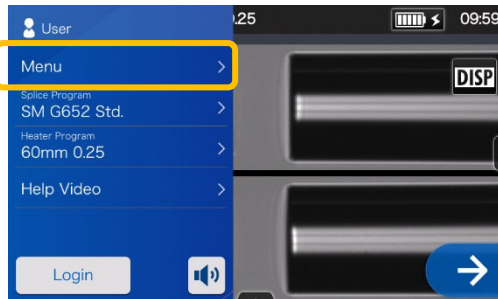 User
.25
09:59
Menu
DISP
Splice Program
SM G652 Std.
Heater Program
60mm 0.25
Help Video
Login